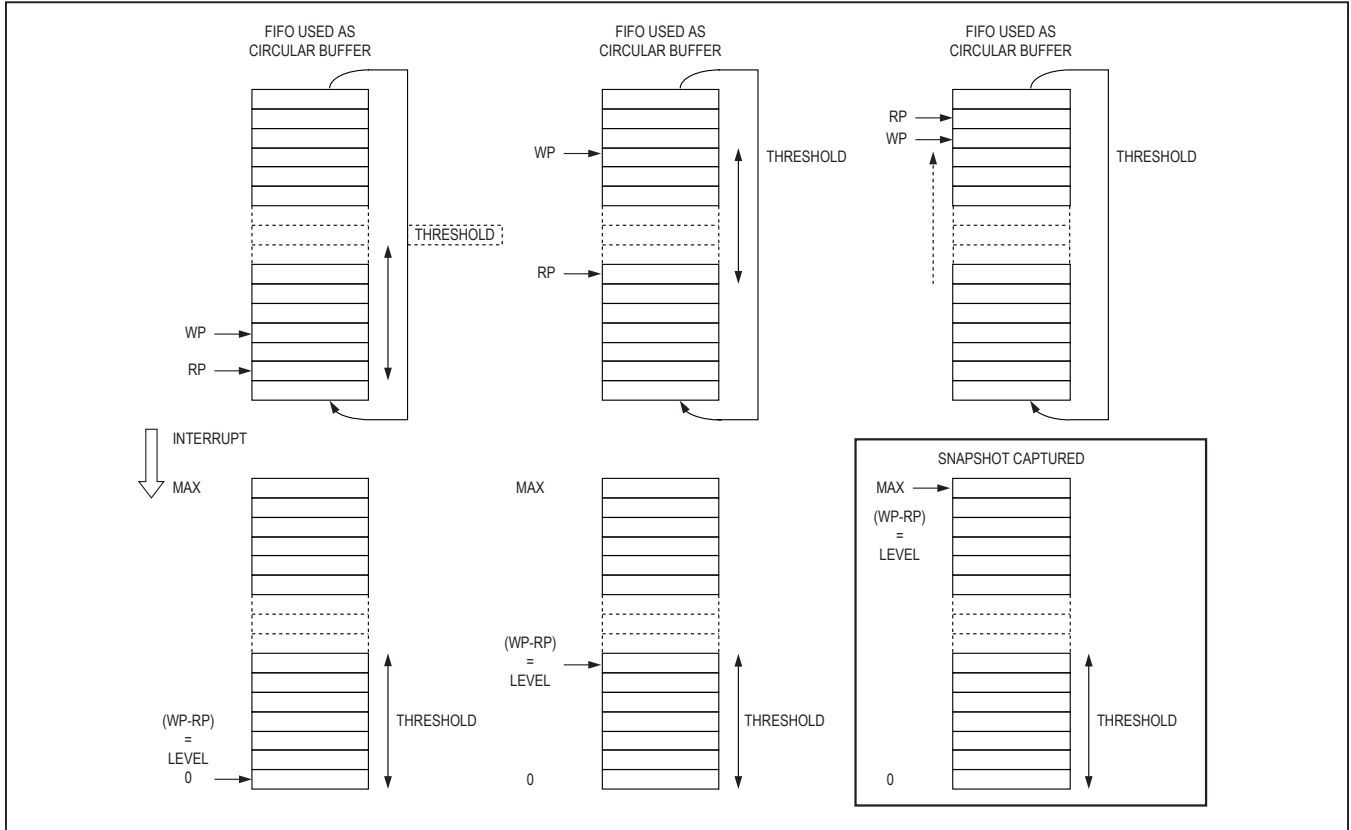 FIFO USED AS
CIRCULAR BUFFER
FIFO USED AS
CIRCULAR BUFFER
FIFO USED AS
CIRCULAR BUFFER
THRESHOLD
WP
RP
WP
THRESHOLD
RP
RP
WP
THRESHOLD
INTERRUPT
MAX
(WP-RP)
=
LEVEL
0
THRESHOLD
MAX
(WP-RP)
=
LEVEL
0
THRESHOLD
SNAPSHOT CAPTURED
MAX
(WP-RP)
=
LEVEL
0
THRESHOLD